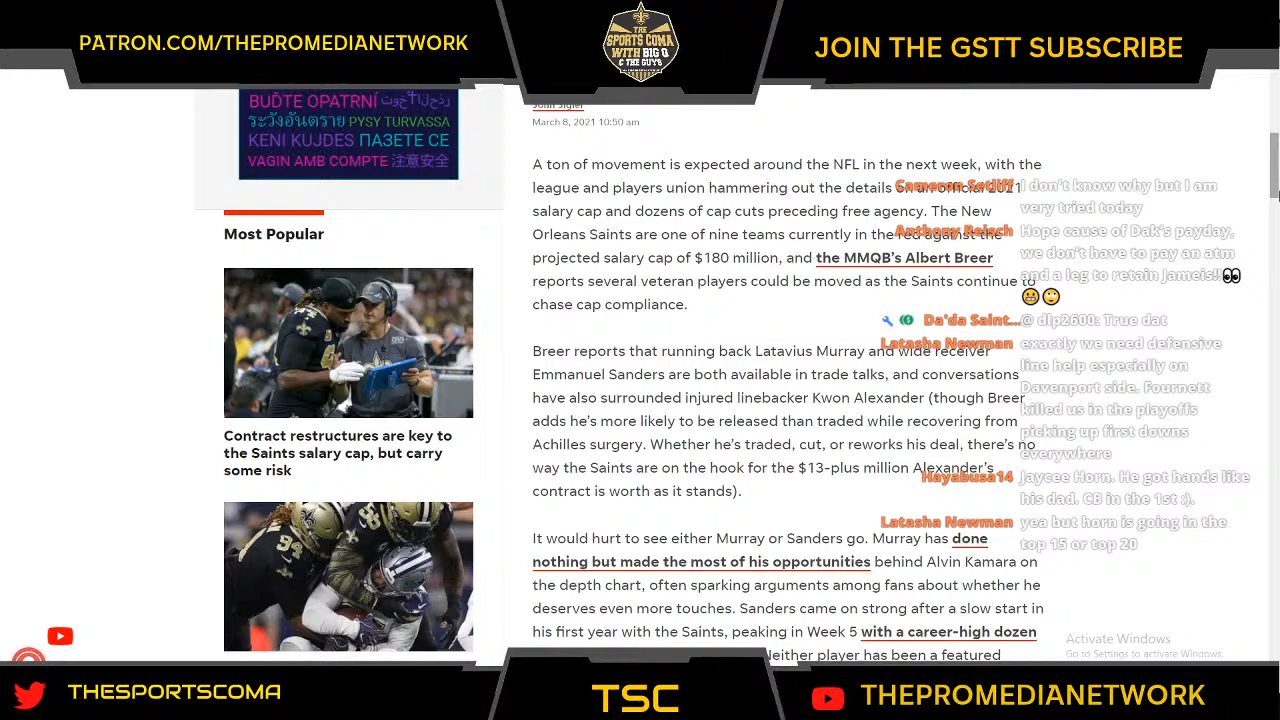 PATRON.COM/THEPROMEDIANETWORK
THE
SPORTS COMA
WITH BIG Q
& THE GUYS
JOIN THE GSTT SUBSCRIBE
BUĎTE OPATRNÍ
ระวังอันตราย PYSY TURVASSA
KENI KUJDES ПАЗЕТЕ СЕ
VAGIN AMB COMPTE 注意安全
Most Popular
Contract restructures are key to
the Saints salary cap, but carry
some risk
John Sigler
March 8, 2021 10:50 am
A ton of movement is expected around the NFL in the next week, with the
league and players union hammering out the details on an official 2021
salary cap and dozens of cap cuts preceding free agency. The New
Orleans Saints are one of nine teams currently in the red against the
projected salary cap of $180 million, and the MMQB's Albert Breer
reports several veteran players could be moved as the Saints continue to
chase cap compliance.
Breer reports that running back Latavius Murray and wide receiver
Emmanuel Sanders are both available in trade talks, and conversations
have also surrounded injured linebacker Kwon Alexander (though Breer
adds he's more likely to be released than traded while recovering from
Achilles surgery. Whether he's traded, cut, or reworks his deal, there's no
way the Saints are on the hook for the $13-plus million Alexander's
contract is worth as it stands).
It would hurt to see either Murray or Sanders go. Murray has done
nothing but made the most of his opportunities behind Alvin Kamara on
the depth chart, often sparking arguments among fans about whether he
deserves even more touches. Sanders came on strong after a slow start in
his first year with the Saints, peaking in Week 5 with a career-high dozen
Neither player has been a featured
Cameron Setliff I don't know why but I am
very tried today
Anthony Reisch Hope cause of Dak's payday,
we don't have to pay an atm
and a leg to retain Jameis!!👀
😬🙄
Da'da Saint... @ dlp2600: True dat
Latasha Newman exactly we need defensive
line help especially on
Davenport side. Fournett
killed us in the playoffs
picking up first downs
everywhere
Hayabusa14 Jaycee Horn. He got hands like
his dad. CB in the 1st :).
Latasha Newman yea but horn is going in the
top 15 or top 20
Activate Windows
Go to Settings to activate Windows.
THESPORTSCOMA
TSC
THEPROMEDIANETWORK